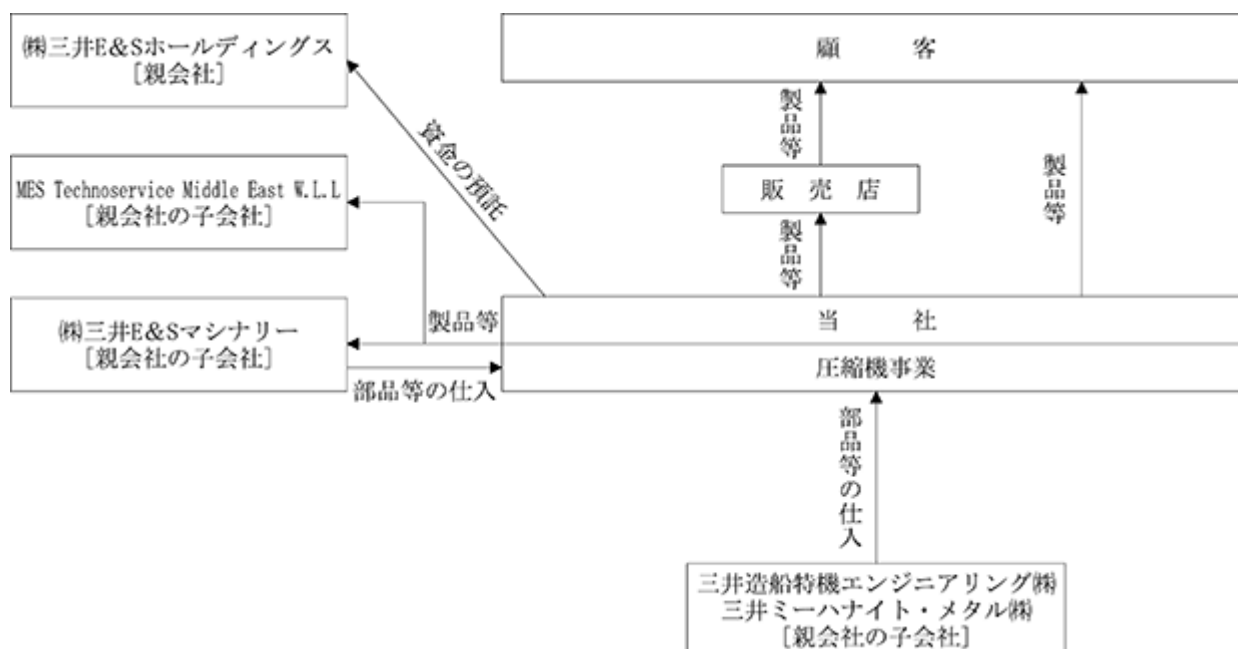 ㈱三井E&Sホールディングス
[親会社]
顧 客
製品等
資金の預託
MES Technoservice Middle East W.L.L
[親会社の子会社]
販 売 店
製品等
製品等
㈱三井E&Sマシナリー
[親会社の子会社]
製品等
当 社
部品等の仕入
圧縮機事業
部品等の仕入
三井造船特機エンジニアリング㈱
三井ミーハナイト・メタル㈱
[親会社の子会社]